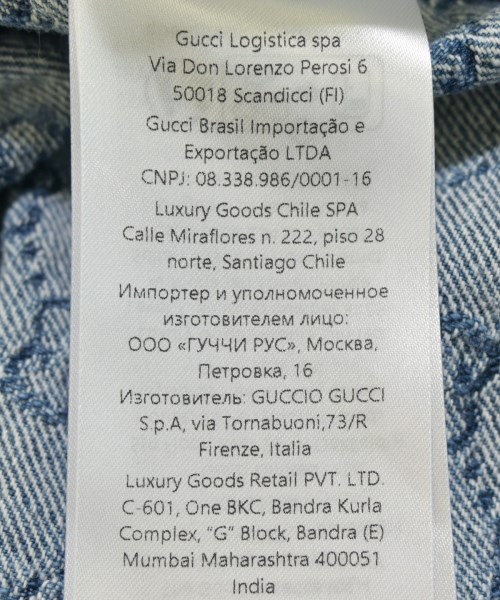 Gucci Logistica spa
Via Don Lorenzo Perosi 6
50018 Scandicci (FI)
Gucci Brasil Importação e
Exportação LTDA
CNPJ: 08.338.986/0001-16
Luxury Goods Chile SPA
Calle Miraflores n. 222, piso 28
norte, Santiago Chile
Импортер и уполномоченное
изготовителем лицо:
ООО «ГУЧЧИ РУС», Москва,
Петровка, 16
Изготовитель: GUCCIO GUCCI
S.p.A, via Tornabuoni,73/R
Firenze, Italia
Luxury Goods Retail PVT. LTD.
C-601, One BKC, Bandra Kurla
Complex, "G" Block, Bandra (E)
Mumbai Maharashtra 400051
India